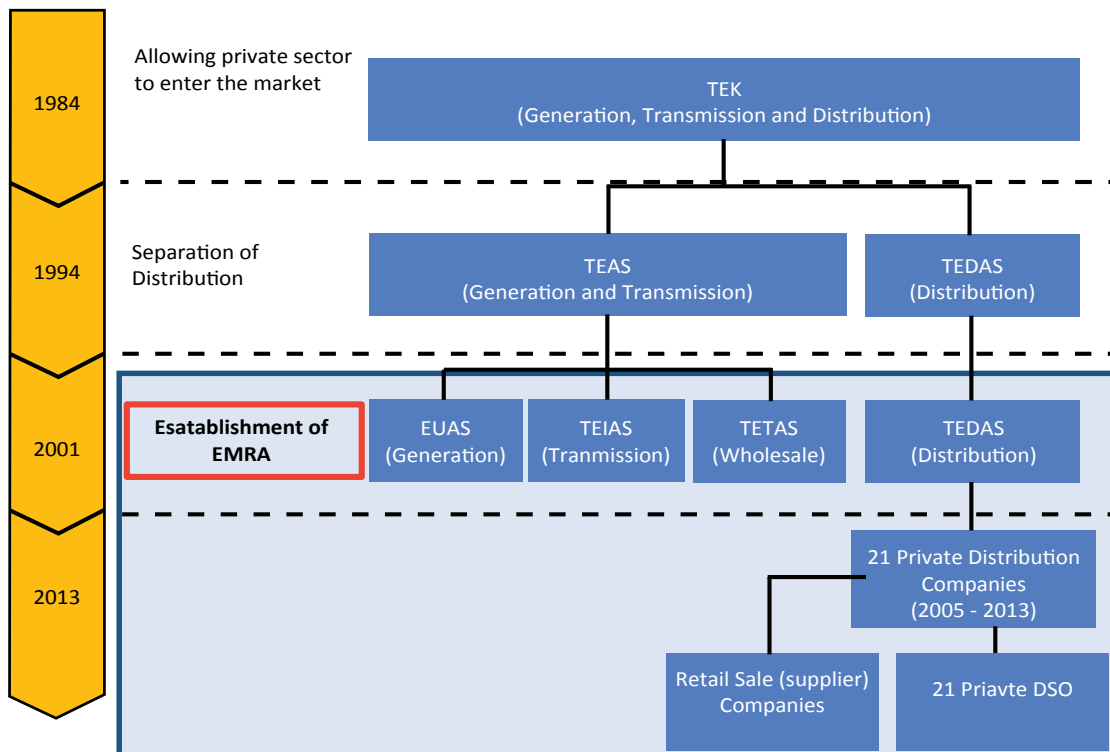 1984
Allowing private sector
to enter the market
TEK
(Generation, Transmission and Distribution)
1994
Separation of
Distribution
TEAS
(Generation and Transmission)
TEDAS
(Distribution)
2001
Esatablishment of
EMRA
EUAS
(Generation)
TEIAS
(Tranmission)
TETAS
(Wholesale)
TEDAS
(Distribution)
2013
21 Private Distribution
Companies
(2005 - 2013)
Retail Sale (supplier)
Companies
21 Priavte DSO